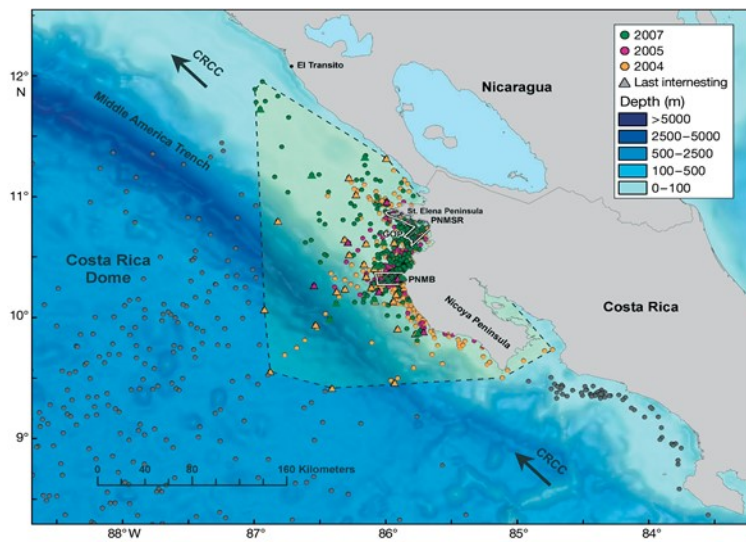 CRCC
El Transito
Nicaragua
2007
2005
2004
Last internesting
Depth (m)
>5000
2500–5000
500–2500
100–500
0–100
12°
N
Middle America Trench
11°
St. Elena Peninsula
PNMSR
GOP
Costa Rica
Dome
PNMB
Costa Rica
10°
Nicoya Peninsula
9°
0 40 80 160 Kilometers
CRCC
88°W 87° 86° 85° 84°